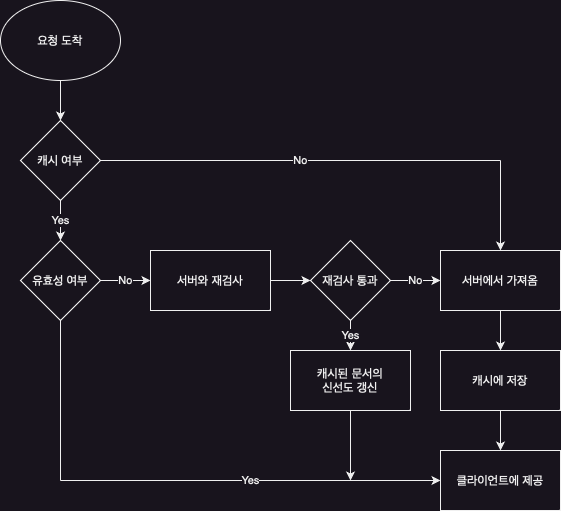 요청 도착
캐시 여부
No
Yes
유효성 여부
No
서버와 재검사
재검사 통과
No
서버에서 가져옴
Yes
캐시된 문서의
신선도 갱신
캐시에 저장
Yes
클라이언트에 제공